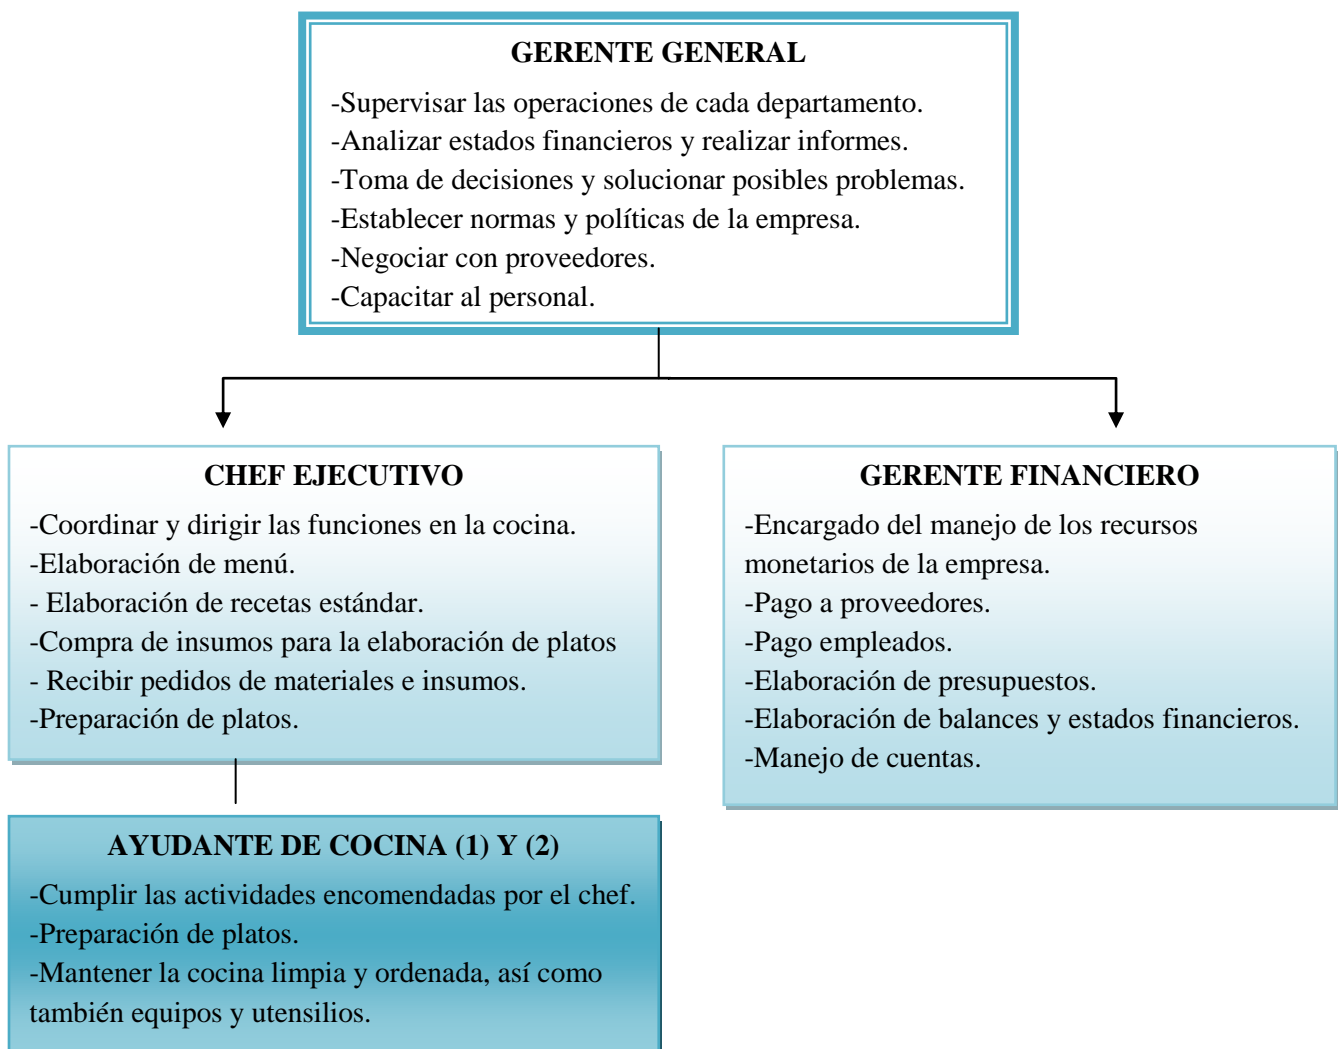 GERENTE GENERAL
-Supervisar las operaciones de cada departamento.
-Analizar estados financieros y realizar informes.
-Toma de decisiones y solucionar posibles problemas.
-Establecer normas y políticas de la empresa.
-Negociar con proveedores.
-Capacitar al personal.
CHEF EJECUTIVO
-Coordinar y dirigir las funciones en la cocina.
-Elaboración de menú.
- Elaboración de recetas estándar.
-Compra de insumos para la elaboración de platos
- Recibir pedidos de materiales e insumos.
-Preparación de platos.
GERENTE FINANCIERO
-Encargado del manejo de los recursos
monetarios de la empresa.
-Pago a proveedores.
-Pago empleados.
-Elaboración de presupuestos.
-Elaboración de balances y estados financieros.
-Manejo de cuentas.
AYUDANTE DE COCINA (1) Y (2)
-Cumplir las actividades encomendadas por el chef.
-Preparación de platos.
-Mantener la cocina limpia y ordenada, así como
también equipos y utensilios.